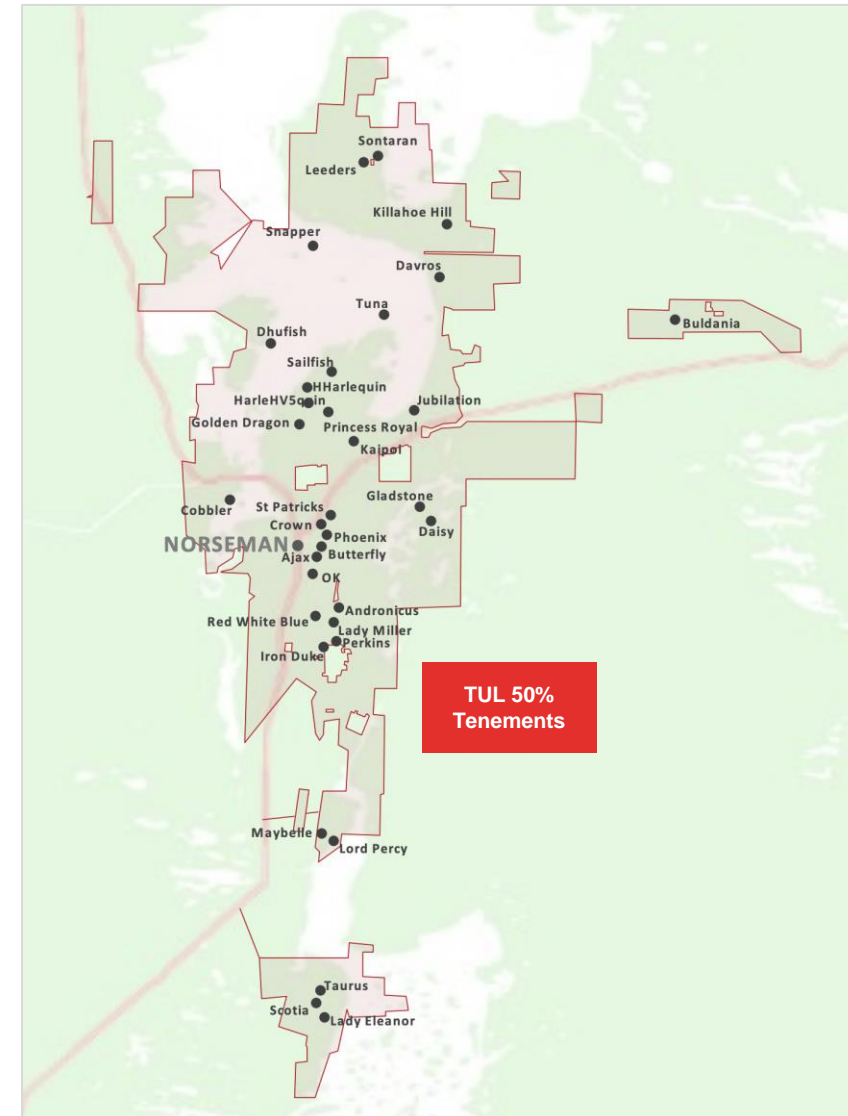 Sontaran
Leeders
Killahoe Hill
Snapper
Davros
Tuna
Buldania
Dhufish
Sailfish
HHarlequin
HarleHV5quin
Jubilation
Golden Dragon
Princess Royal
Kaipol
Gladstone
Cobbler
St Patricks
Crown
Daisy
Phoenix
NORSEMAN
Butterfly
Ajax
OK
Andronicus
Red White Blue
Lady Miller
Perkins
Iron Duke
TUL 50%
Tenements
Maybelle
Lord Percy
Taurus
Scotia
Lady Eleanor